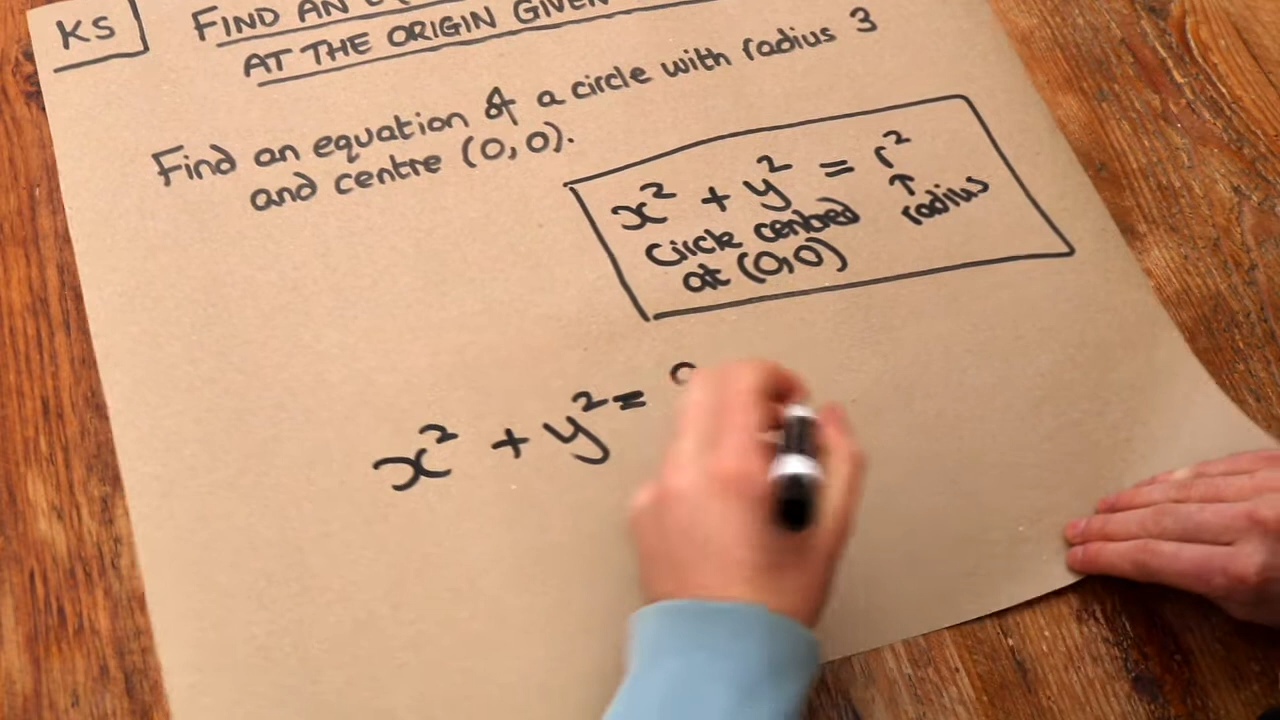 KS
FIND AN
AT THE ORIGIN GIVEN
Find an equation of a circle with radius 3
and centre (0,0).
x² + y² = r²
↑
circle centred radius
at (0,0)
x² + y² =